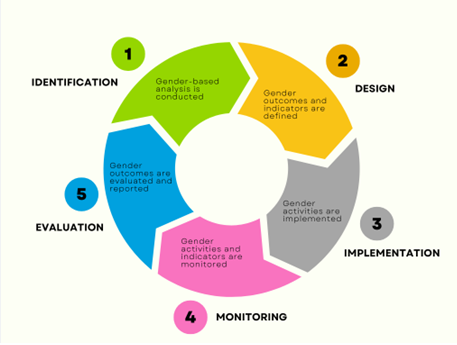 1
IDENTIFICATION
Gender-based
analysis is
conducted
2
DESIGN
Gender
outcomes and
indicators are
defined
3
IMPLEMENTATION
Gender
activities are
implemented
4
MONITORING
Gender
activities and
indicators are
monitored
5
EVALUATION
Gender
outcomes are
evaluated and
reported